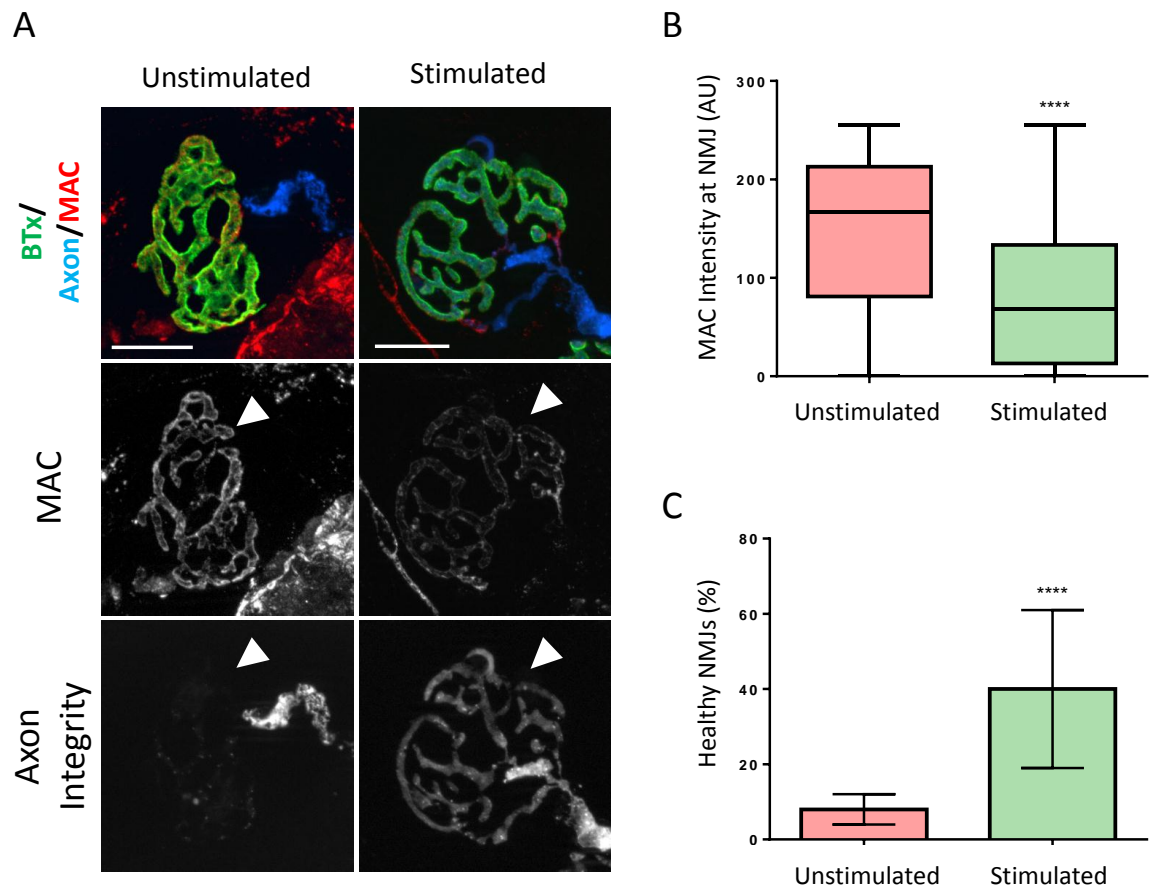 A
Unstimulated
Stimulated
BTx/
Axon/MAC
MAC
Axon
Integrity
B
MAC Intensity at NMJ (AU)
300
200
100
0
****
Unstimulated
Stimulated
C
Healthy NMJs (%)
80
60
40
20
0
****
Unstimulated
Stimulated